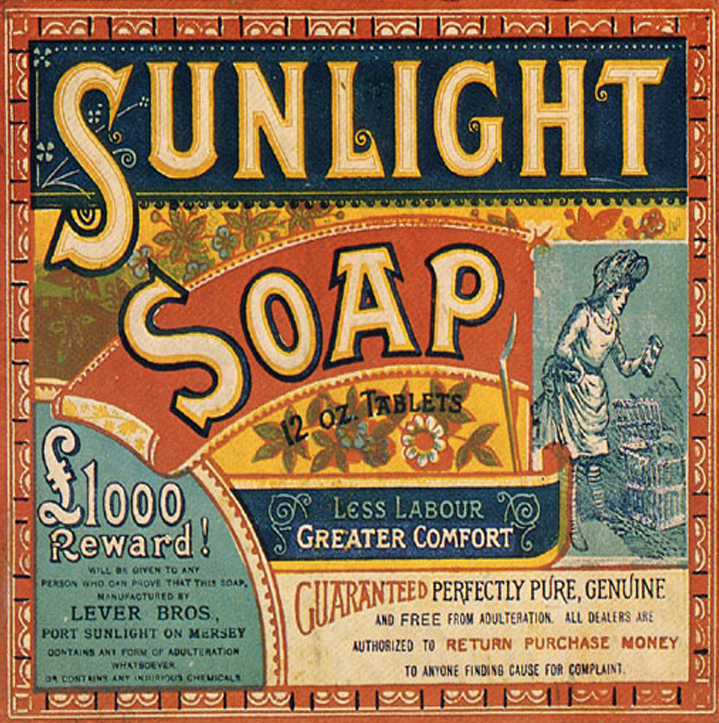 SUNLIGHT
SOAP
12 OZ. TABLETS
LESS LABOUR
GREATER COMFORT
£1000
Reward!
WILL BE GIVEN TO ANY
PERSON WHO CAN PROVE THAT THIS SOAP,
MANUFACTURED BY
LEVER BROS.,
PORT SUNLIGHT ON MERSEY
CONTAINS ANY FORM OF ADULTERATION
WHATSOEVER,
OR CONTAINS ANY INJURIOUS CHEMICALS.
GUARANTEED PERFECTLY PURE, GENUINE
AND FREE FROM ADULTERATION. ALL DEALERS ARE
AUTHORIZED TO RETURN PURCHASE MONEY
TO ANYONE FINDING CAUSE FOR COMPLAINT.